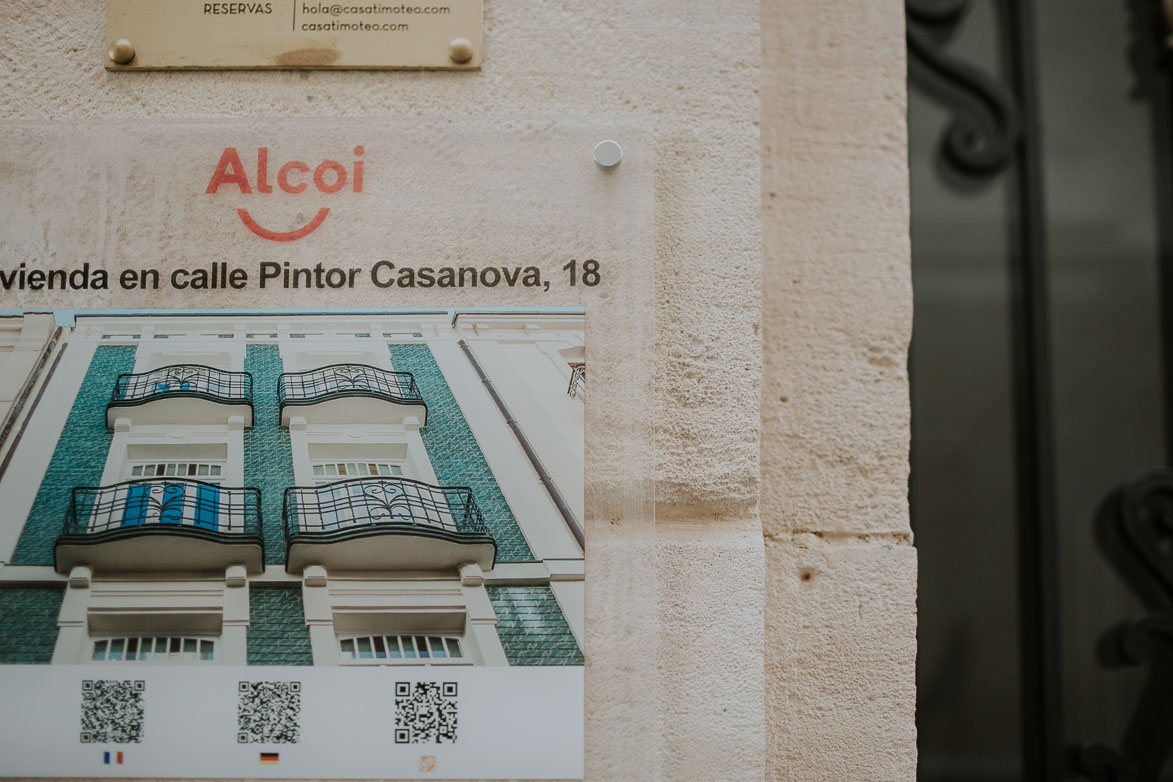 RESERVAS hola@casatimoteo.com
casatimoteo.com
Alcoi
vienda en calle Pintor Casanova, 18